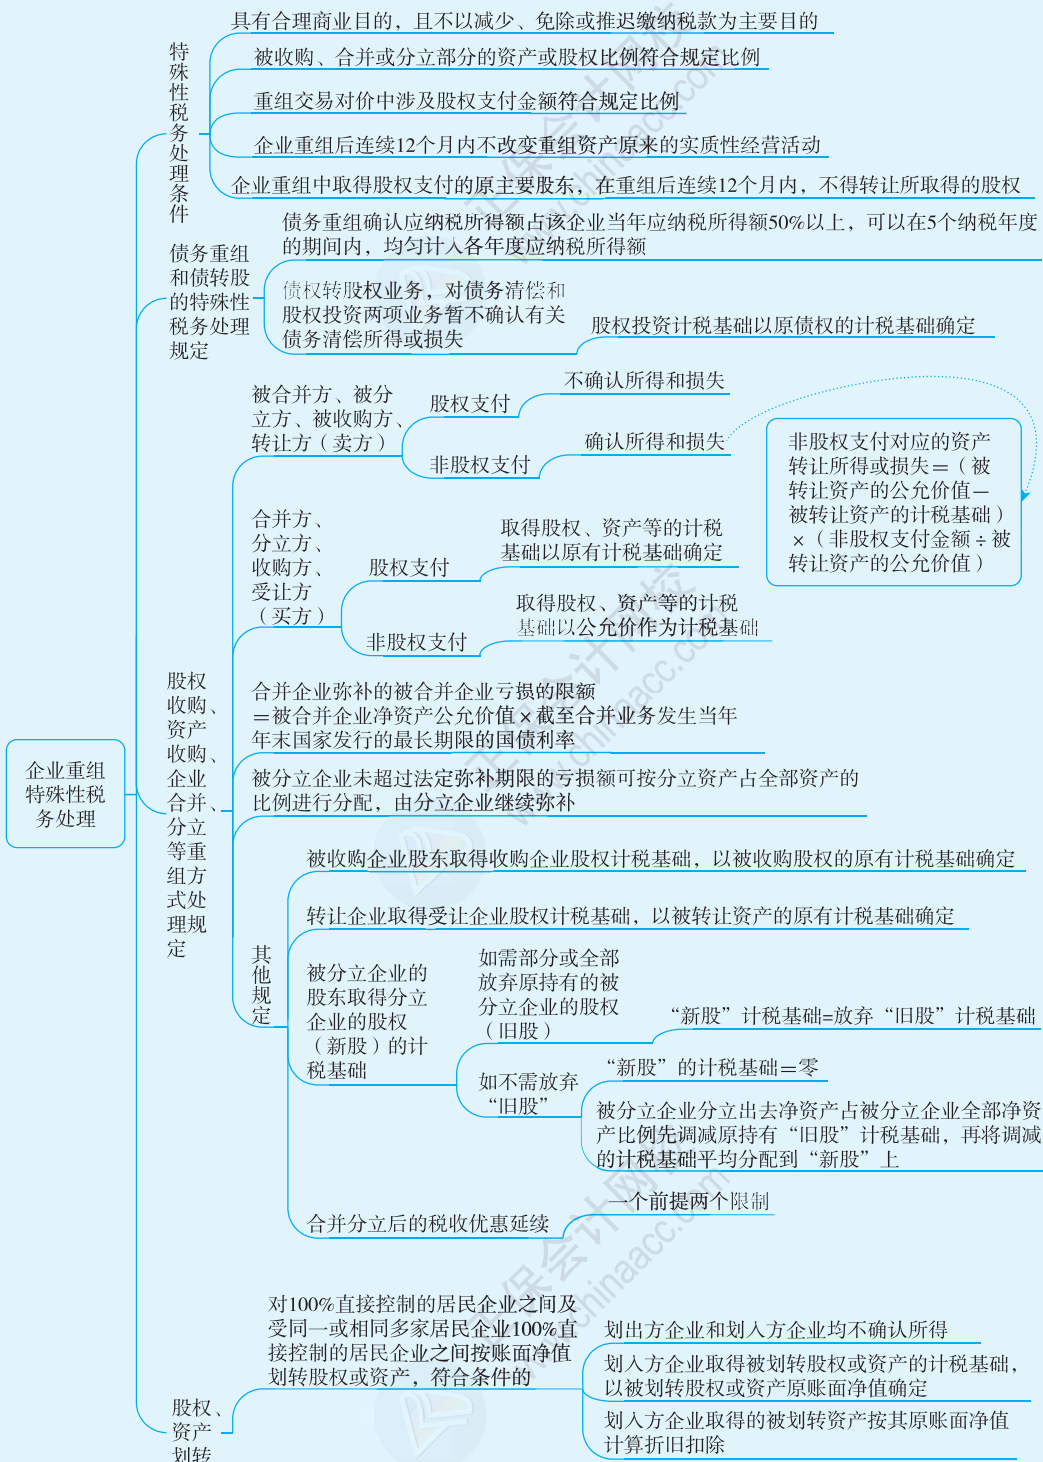 具有合理商业目的，且不以减少、免除或推迟缴纳税款为主要目的
被收购、合并或分立部分的资产或股权比例符合规定比例
特殊性税务处理条件
重组交易对价中涉及股权支付金额符合规定比例
企业重组后连续12个月内不改变重组资产原来的实质性经营活动
企业重组中取得股权支付的原主要股东，在重组后连续12个月内，不得转让所取得的股权
债务重组
和债转股
的特殊性
税务处理
规定
债务重组确认应纳税所得额占该企业当年应纳税所得额50%以上，可以在5个纳税年度
的期间内，均匀计入各年度应纳税所得额
债权转股权业务，对债务清偿和
股权投资两项业务暂不确认有关
债务清偿所得或损失
股权投资计税基础以原债权的计税基础确定
被合并方、被分
立方、被收购方、
转让方（卖方）
股权支付
不确认所得和损失
非股权支付
确认所得和损失
非股权支付对应的资产
转让所得或损失＝（被
转让资产的公允价值－
被转让资产的计税基础）
×（非股权支付金额÷被
转让资产的公允价值）
合并方、
分立方、
收购方、
受让方
（买方）
股权支付
取得股权、资产等的计税
基础以原有计税基础确定
非股权支付
取得股权、资产等的计税
基础以公允价作为计税基础
企业重组
特殊性税
务处理
股权
收购、
资产
收购、
企业
合并、
分立
等重
组方
式处
理规
定
合并企业弥补的被合并企业亏损的限额
＝被合并企业净资产公允价值×截至合并业务发生当年
年末国家发行的最长期限的国债利率
被分立企业未超过法定弥补期限的亏损额可按分立资产占全部资产的
比例进行分配，由分立企业继续弥补
其他规定
被收购企业股东取得收购企业股权计税基础，以被收购股权的原有计税基础确定
转让企业取得受让企业股权计税基础，以被转让资产的原有计税基础确定
被分立企业的
股东取得分立
企业的股权
（新股）的计
税基础
如需部分或全部
放弃原持有的被
分立企业的股权
（旧股）
“新股”计税基础=放弃“旧股”计税基础
如不需放弃
“旧股”
“新股”的计税基础＝零
被分立企业分立出去净资产占被分立企业全部净资
产比例先调减原持有“旧股”计税基础，再将调减
的计税基础平均分配到“新股”上
合并分立后的税收优惠延续
一个前提两个限制
股权、
资产
划转
对100%直接控制的居民企业之间及
受同一或相同多家居民企业100%直
接控制的居民企业之间按账面净值
划转股权或资产，符合条件的
划出方企业和划入方企业均不确认所得
划入方企业取得被划转股权或资产的计税基础，
以被划转股权或资产原账面净值确定
划入方企业取得的被划转资产按其原账面净值
计算折旧扣除
正保会计网校
www.chinaacc.com
正保会计网校
www.chinaacc.com
正保会计网校
www.chinaacc.com